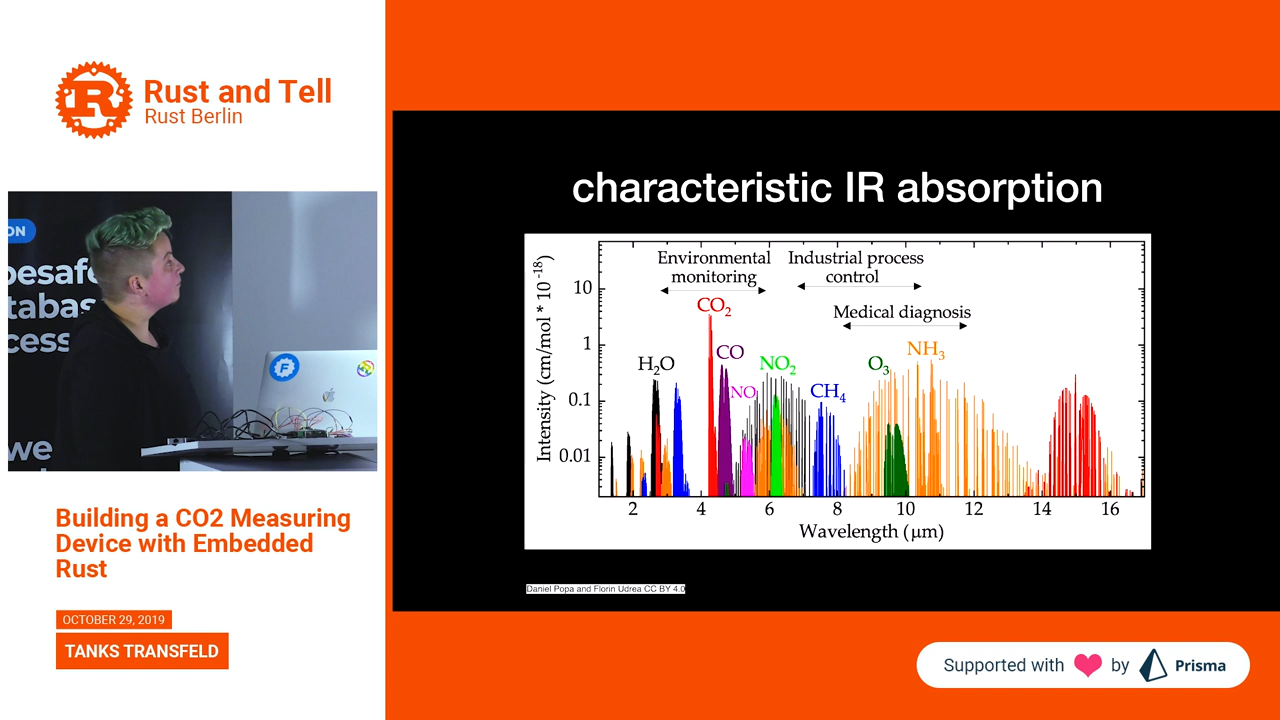 Rust and Tell
Rust Berlin
ON
we
Building a CO2 Measuring
Device with Embedded
Rust
OCTOBER 29, 2019
TANKS TRANSFELD
characteristic IR absorption
Environmental
monitoring
Industrial process
control
Medical diagnosis
CO₂
H₂O
CO
NO
NO₂
CH₄
O₃
NH₃
Intensity (cm/mol * 10⁻¹⁸)
10
1
0.1
0.01
2 4 6 8 10 12 14 16
Wavelength (µm)
Daniel Popa and Florin Udrea CC BY 4.0
Supported with by Prisma